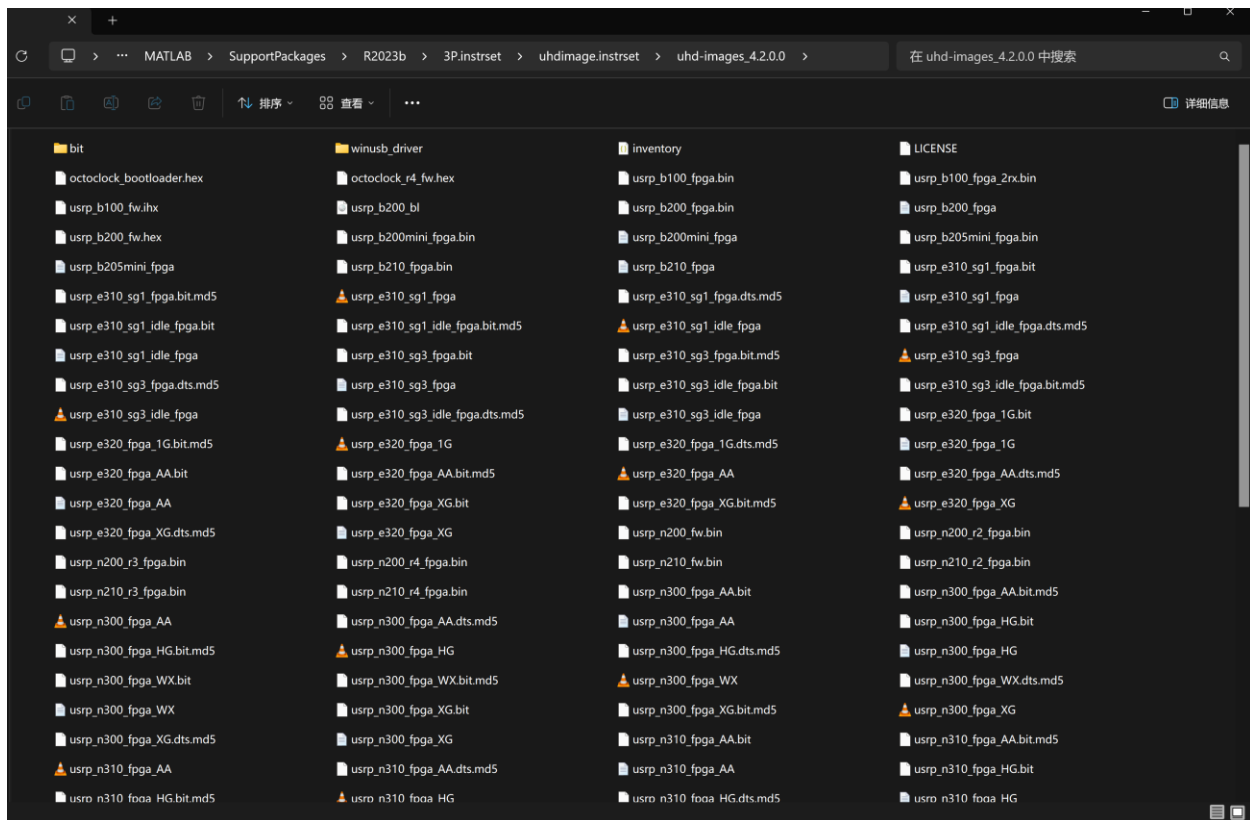 MATLAB > SupportPackages > R2023b > 3P.instrset > uhdimage.instrset > uhd-images_4.2.0.0 > 在 uhd-images_4.2.0.0 中搜索
排序 查看 ··· 详细信息
bit winusb_driver inventory LICENSE
octoclock_bootloader.hex octoclock_r4_fw.hex usrp_b100_fpga.bin usrp_b100_fpga_2rx.bin
usrp_b100_fw.ihx usrp_b200_bl usrp_b200_fpga.bin usrp_b200_fpga
usrp_b200_fw.hex usrp_b200mini_fpga.bin usrp_b200mini_fpga usrp_b205mini_fpga.bin
usrp_b205mini_fpga usrp_b210_fpga.bin usrp_b210_fpga usrp_e310_sg1_fpga.bit
usrp_e310_sg1_fpga.bit.md5 usrp_e310_sg1_fpga usrp_e310_sg1_fpga.dts.md5 usrp_e310_sg1_fpga
usrp_e310_sg1_idle_fpga.bit usrp_e310_sg1_idle_fpga.bit.md5 usrp_e310_sg1_idle_fpga usrp_e310_sg1_idle_fpga.dts.md5
usrp_e310_sg1_idle_fpga usrp_e310_sg3_fpga.bit usrp_e310_sg3_fpga.bit.md5 usrp_e310_sg3_fpga
usrp_e310_sg3_fpga.dts.md5 usrp_e310_sg3_fpga usrp_e310_sg3_idle_fpga.bit usrp_e310_sg3_idle_fpga.bit.md5
usrp_e310_sg3_idle_fpga usrp_e310_sg3_idle_fpga.dts.md5 usrp_e310_sg3_idle_fpga usrp_e320_fpga_1G.bit
usrp_e320_fpga_1G.bit.md5 usrp_e320_fpga_1G usrp_e320_fpga_1G.dts.md5 usrp_e320_fpga_1G
usrp_e320_fpga_AA.bit usrp_e320_fpga_AA.bit.md5 usrp_e320_fpga_AA usrp_e320_fpga_AA.dts.md5
usrp_e320_fpga_AA usrp_e320_fpga_XG.bit usrp_e320_fpga_XG.bit.md5 usrp_e320_fpga_XG
usrp_e320_fpga_XG.dts.md5 usrp_e320_fpga_XG usrp_n200_fw.bin usrp_n200_r2_fpga.bin
usrp_n200_r3_fpga.bin usrp_n200_r4_fpga.bin usrp_n210_fw.bin usrp_n210_r2_fpga.bin
usrp_n210_r3_fpga.bin usrp_n210_r4_fpga.bin usrp_n300_fpga_AA.bit usrp_n300_fpga_AA.bit.md5
usrp_n300_fpga_AA usrp_n300_fpga_AA.dts.md5 usrp_n300_fpga_AA usrp_n300_fpga_HG.bit
usrp_n300_fpga_HG.bit.md5 usrp_n300_fpga_HG usrp_n300_fpga_HG.dts.md5 usrp_n300_fpga_HG
usrp_n300_fpga_WX.bit usrp_n300_fpga_WX.bit.md5 usrp_n300_fpga_WX usrp_n300_fpga_WX.dts.md5
usrp_n300_fpga_WX usrp_n300_fpga_XG.bit usrp_n300_fpga_XG.bit.md5 usrp_n300_fpga_XG
usrp_n300_fpga_XG.dts.md5 usrp_n300_fpga_XG usrp_n310_fpga_AA.bit usrp_n310_fpga_AA.bit.md5
usrp_n310_fpga_AA usrp_n310_fpga_AA.dts.md5 usrp_n310_fpga_AA usrp_n310_fpga_HG.bit
usrp_n310_fpga_HG.bit.md5 usrp_n310_fpga_HG usrp_n310_fpga_HG.dts.md5 usrp_n310_fpga_HG